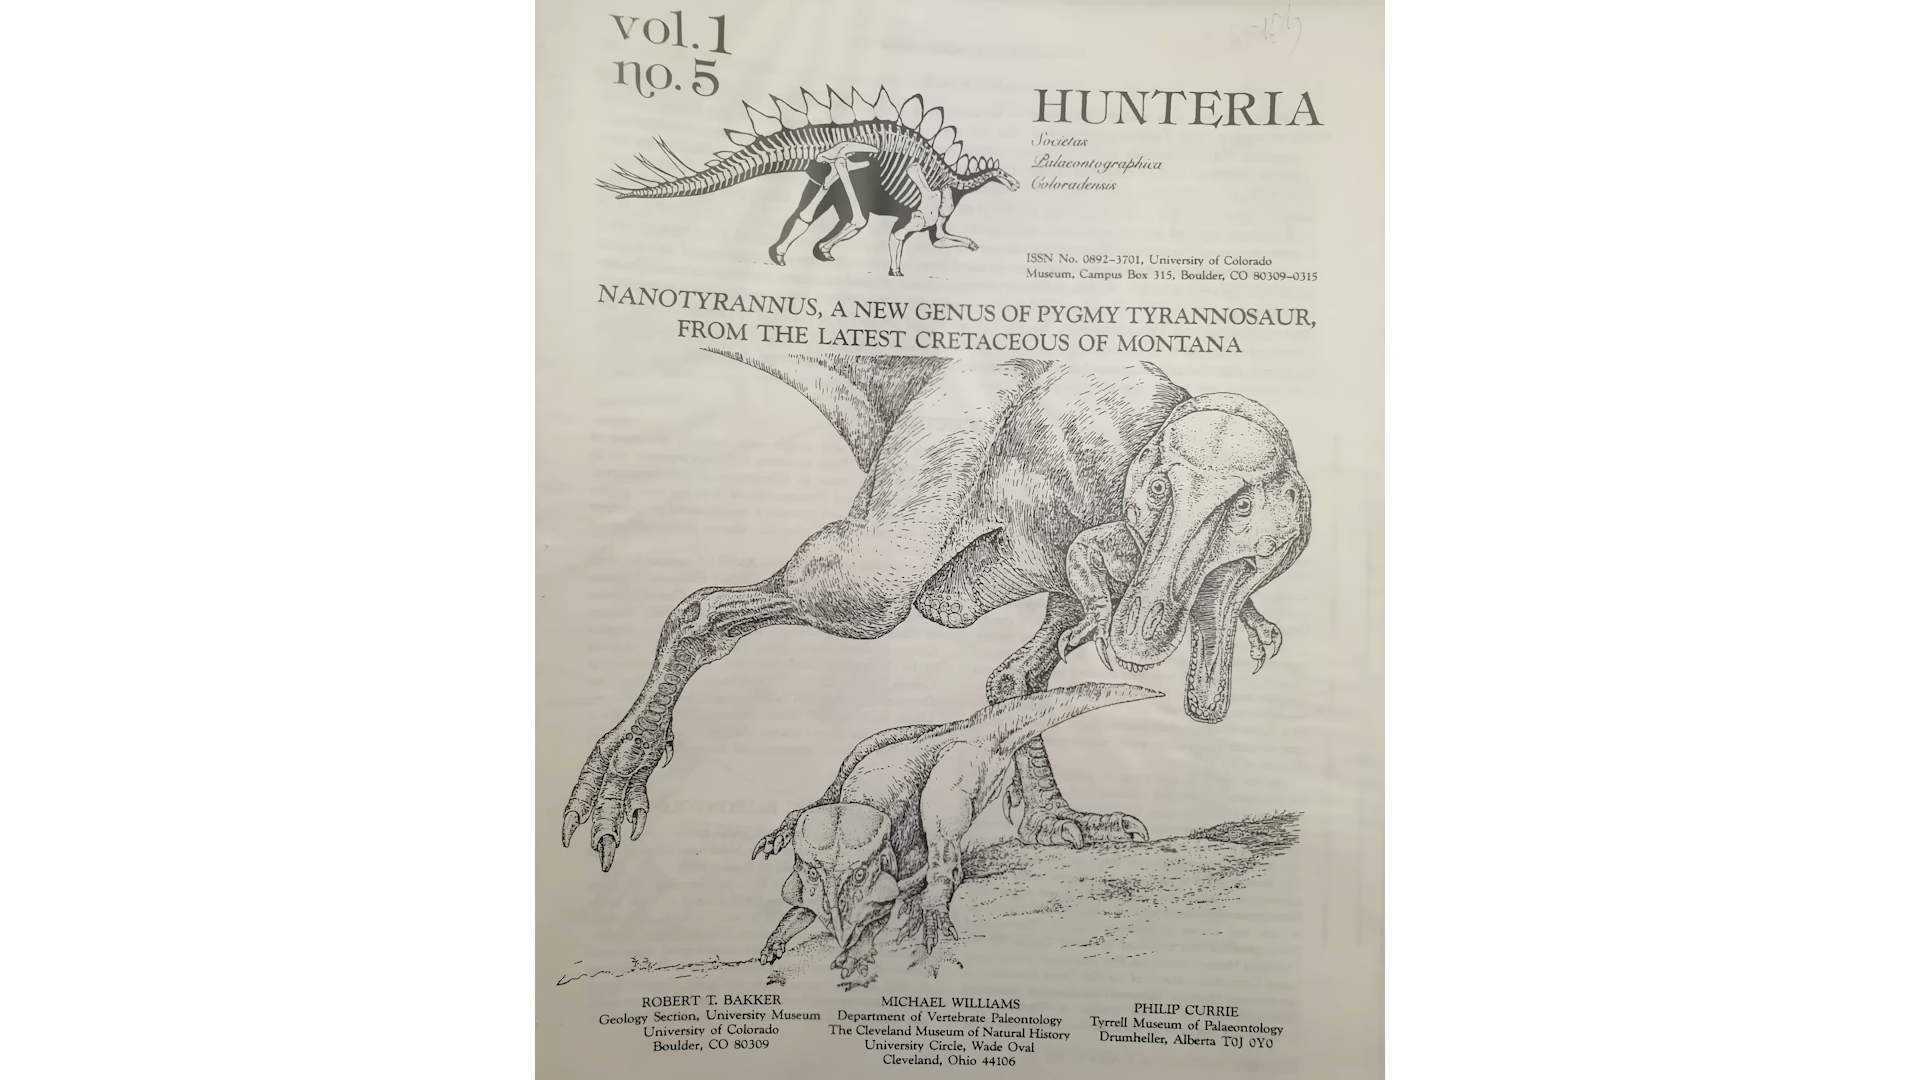 vol.1
no.5
HUNTERIA
Societas
Palaeontographica
Coloradensis
ISSN No. 0892-3701, University of Colorado
Museum, Campus Box 315, Boulder, CO 80309-0315
NANOTYRANNUS, A NEW GENUS OF PYGMY TYRANNOSAUR,
FROM THE LATEST CRETACEOUS OF MONTANA
ROBERT T. BAKKER
Geology Section, University Museum
University of Colorado
Boulder, CO 80309
MICHAEL WILLIAMS
Department of Vertebrate Paleontology
The Cleveland Museum of Natural History
University Circle, Wade Oval
Cleveland, Ohio 44106
PHILIP CURRIE
Tyrrell Museum of Palaeontology
Drumheller, Alberta T0J 0Y0